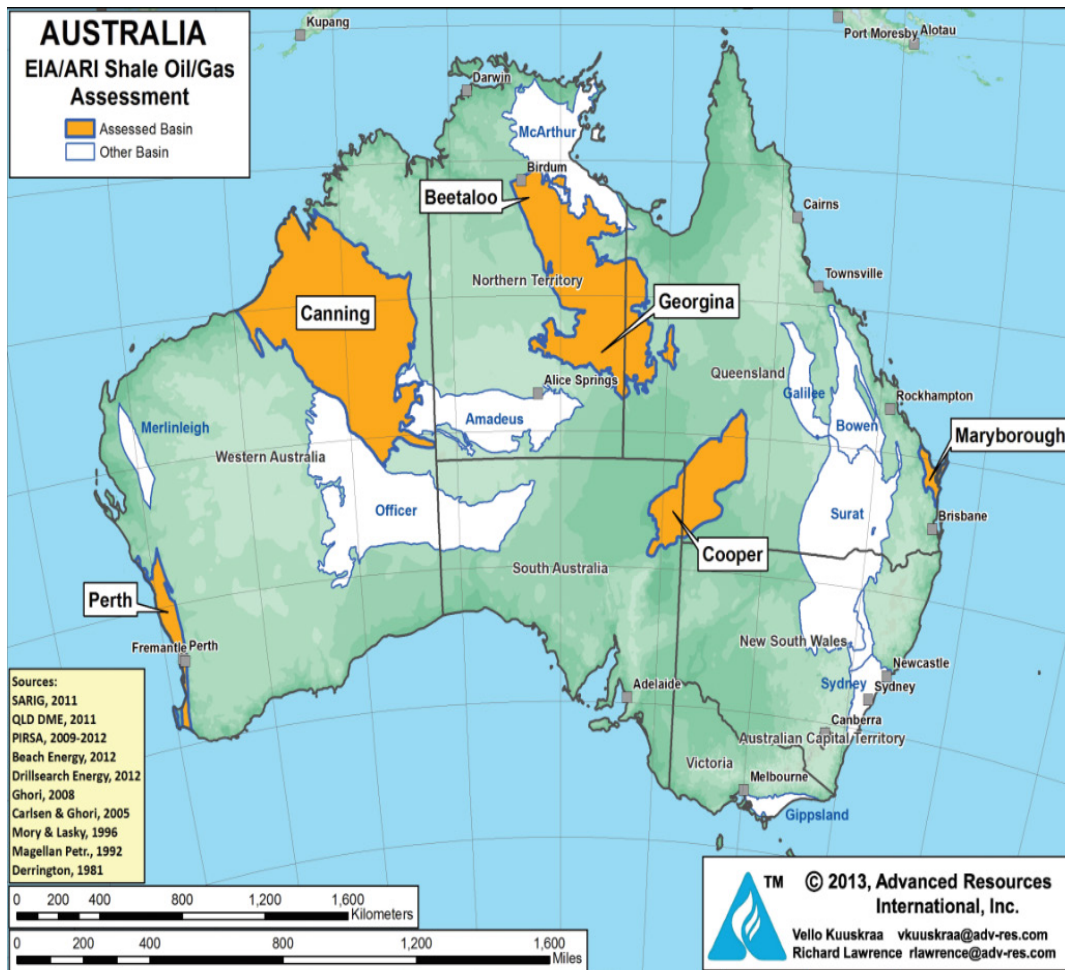 AUSTRALIA
EIA/ARI Shale Oil/Gas
Assessment
Assessed Basin
Other Basin
Kupang
Port Moresby
Alotau
Darwin
McArthur
Birdum
Beetaloo
Cairns
Townsville
Northern Territory
Georgina
Canning
Queensland
Alice Springs
Galilee
Rockhampton
Amadeus
Bowen
Merlinleigh
Maryborough
Western Australia
Officer
Surat
Brisbane
Cooper
South Australia
Perth
New South Wales
Fremantle
Perth
Newcastle
Sydney
Sydney
Adelaide
Canberra
Australian Capital Territory
Victoria
Melbourne
Gippsland
Sources:
SARIG, 2011
QLD DME, 2011
PIRSA, 2009-2012
Beach Energy, 2012
Drillsearch Energy, 2012
Ghori, 2008
Carlsen & Ghori, 2005
Mory & Lasky, 1996
Magellan Petr., 1992
Derrington, 1981
0 200 400 800 1,200 1,600
Kilometers
0 200 400 800 1,200 1,600
Miles
TM
© 2013, Advanced Resources
International, Inc.
Vello Kuuskraa vkuuskraa@adv-res.com
Richard Lawrence rlawrence@adv-res.com